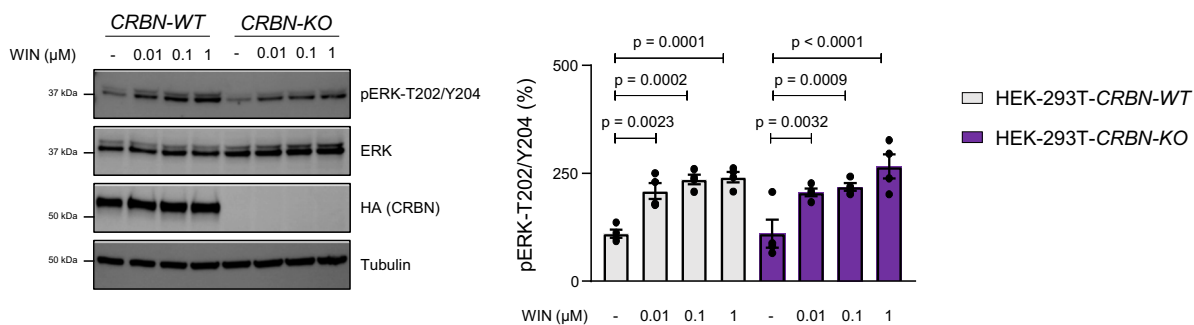 CRBN-WT CRBN-KO
WIN (µM) - 0.01 0.1 1 - 0.01 0.1 1
37 kDa pERK-T202/Y204
37 kDa ERK
50 kDa HA (CRBN)
50 kDa Tubulin
pERK-T202/Y204 (%)
500
250
0
p = 0.0001
p = 0.0002
p = 0.0023
p < 0.0001
p = 0.0009
p = 0.0032
WIN (µM) - 0.01 0.1 1 - 0.01 0.1 1
HEK-293T-CRBN-WT
HEK-293T-CRBN-KO